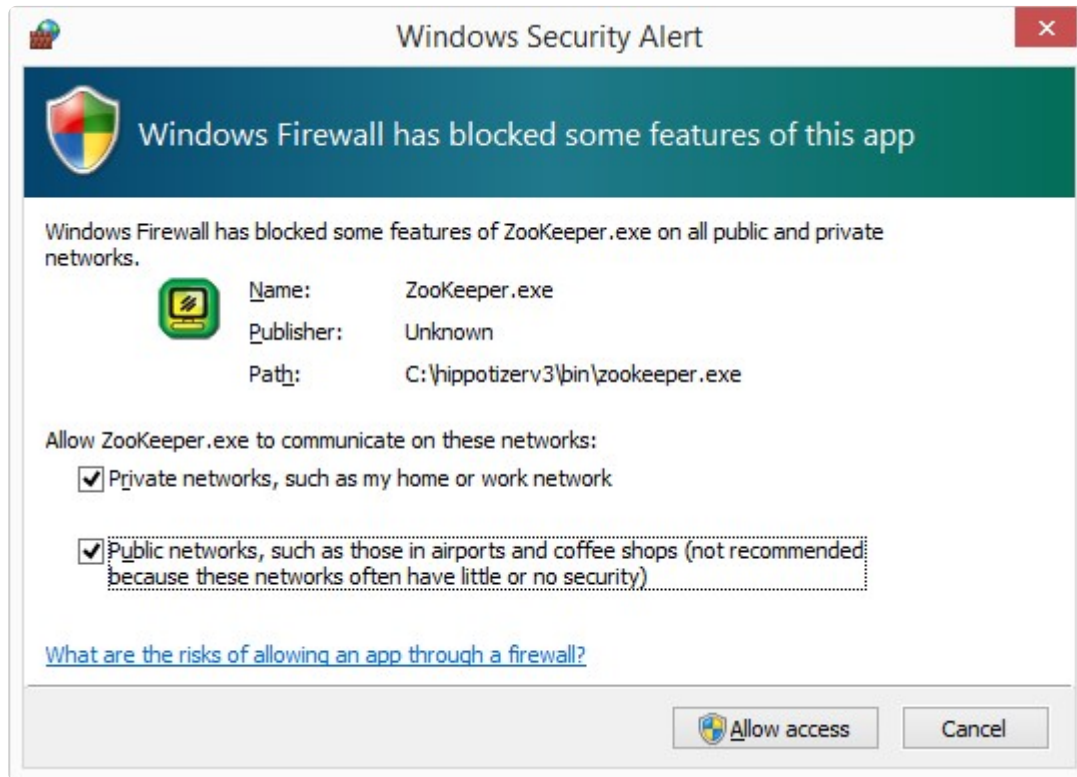 Windows Security Alert
Windows Firewall has blocked some features of this app
Windows Firewall has blocked some features of ZooKeeper.exe on all public and private
networks.
Name: ZooKeeper.exe
Publisher: Unknown
Path: C:\hippotizerv3\bin\zookeeper.exe
Allow ZooKeeper.exe to communicate on these networks:
Private networks, such as my home or work network
Public networks, such as those in airports and coffee shops (not recommended
because these networks often have little or no security)
What are the risks of allowing an app through a firewall?
Allow access Cancel